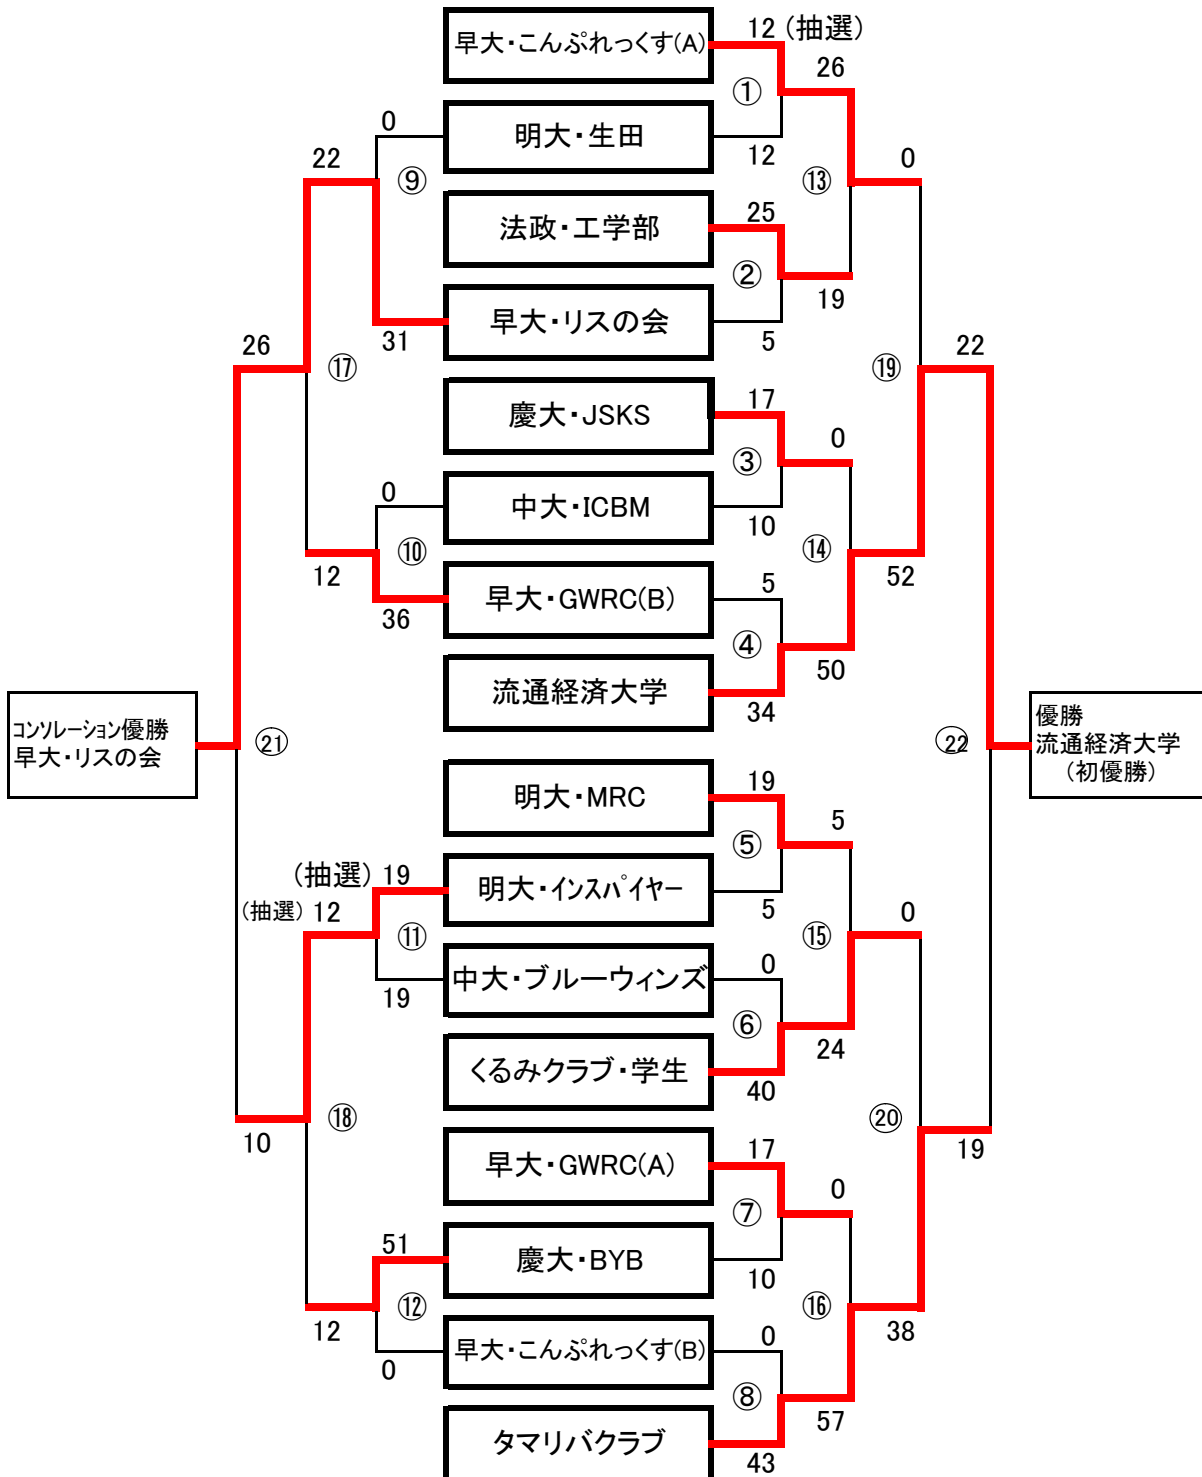 早大・こんぷれっくす(A)
12 (抽選)
26
①
0
明大・生田
12
22
⑨
⑬
0
法政・工学部
25
②
19
早大・リスの会
31
5
26
⑰
⑲
22
慶大・JSKS
17
0
③
0
中大・ICBM
10
⑩
⑭
12
52
早大・GWRC(B)
5
36
④
50
流通経済大学
34
コンソレーション優勝
早大・リスの会
㉑
㉒
優勝
流通経済大学
(初優勝)
明大・MRC
19
5
⑤
(抽選) 19
明大・インスパイヤー
5
(抽選) 12
0
⑪
⑮
中大・ブルーウィンズ
0
19
⑥
24
くるみクラブ・学生
40
⑱
⑳
10
19
早大・GWRC(A)
17
0
⑦
51
慶大・BYB
10
⑫
⑯
12
38
早大・こんぷれっくす(B)
0
0
⑧
57
タマリバクラブ
43